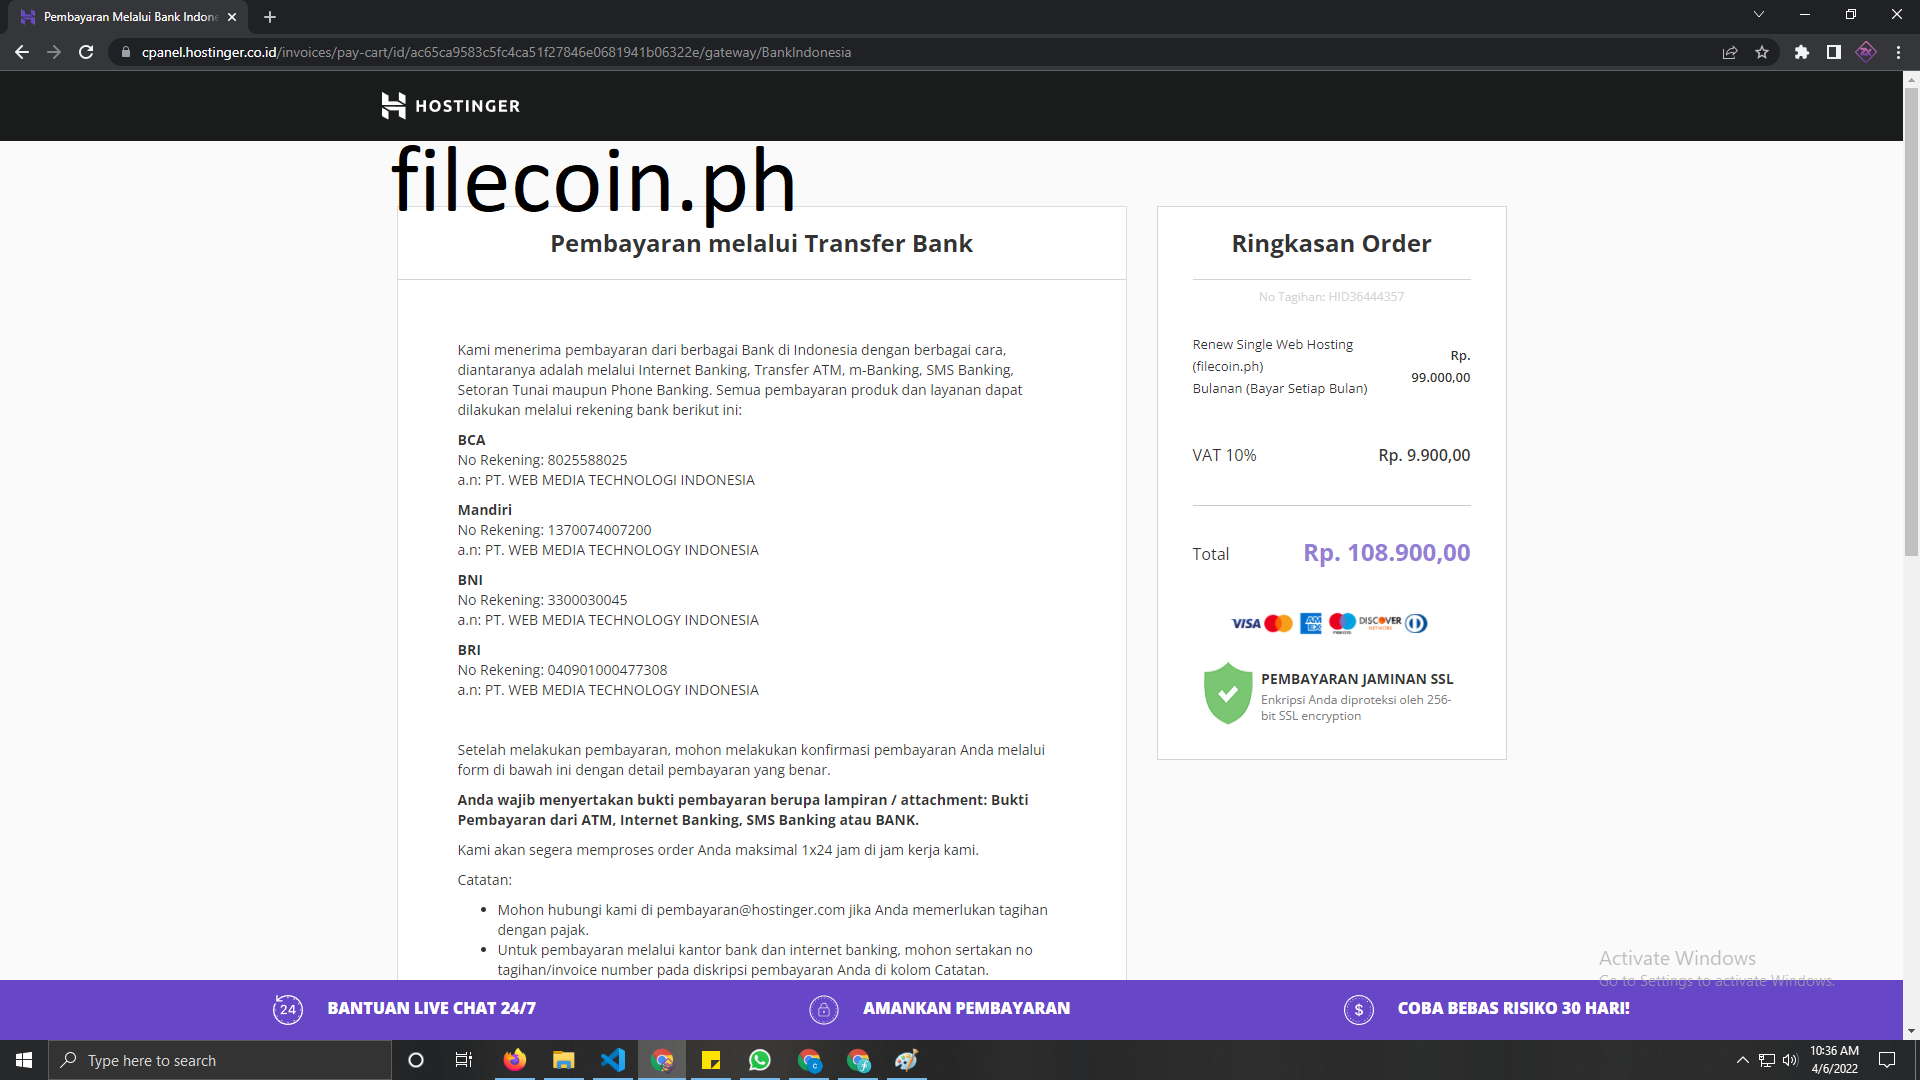 Pembayaran Melalui Bank Indone
cpanel.hostinger.co.id/invoices/pay-cart/id/ac65ca9583c5fc4ca51f27846e0681941b06322e/gateway/BankIndonesia
HOSTINGER
filecoin.ph
Pembayaran melalui Transfer Bank
Kami menerima pembayaran dari berbagai Bank di Indonesia dengan berbagai cara,
diantaranya adalah melalui Internet Banking, Transfer ATM, m-Banking, SMS Banking,
Setoran Tunai maupun Phone Banking. Semua pembayaran produk dan layanan dapat
dilakukan melalui rekening bank berikut ini:
BCA
No Rekening: 8025588025
a.n: PT. WEB MEDIA TECHNOLOGI INDONESIA
Mandiri
No Rekening: 1370074007200
a.n: PT. WEB MEDIA TECHNOLOGY INDONESIA
BNI
No Rekening: 3300030045
a.n: PT. WEB MEDIA TECHNOLOGY INDONESIA
BRI
No Rekening: 040901000477308
a.n: PT. WEB MEDIA TECHNOLOGY INDONESIA
Setelah melakukan pembayaran, mohon melakukan konfirmasi pembayaran Anda melalui
form di bawah ini dengan detail pembayaran yang benar.
Anda wajib menyertakan bukti pembayaran berupa lampiran / attachment: Bukti
Pembayaran dari ATM, Internet Banking, SMS Banking atau BANK.
Kami akan segera memproses order Anda maksimal 1x24 jam di jam kerja kami.
Catatan:
Mohon hubungi kami di pembayaran@hostinger.com jika Anda memerlukan tagihan
dengan pajak.
Untuk pembayaran melalui kantor bank dan internet banking, mohon sertakan no
tagihan/invoice number pada diskripsi pembayaran Anda di kolom Catatan.
Ringkasan Order
No Tagihan: HID36444357
Renew Single Web Hosting
(filecoin.ph)
Bulanan (Bayar Setiap Bulan)
Rp.
99.000,00
VAT 10% Rp. 9.900,00
Total Rp. 108.900,00
VISA AM EX maestro DISCOVER NETWORK
PEMBAYARAN JAMINAN SSL
Enkripsi Anda diproteksi oleh 256-
bit SSL encryption
Activate Windows
Go to Settings to activate Windows.
24 BANTUAN LIVE CHAT 24/7
AMANKAN PEMBAYARAN
$ COBA BEBAS RISIKO 30 HARI!
Type here to search
10:36 AM
4/6/2022